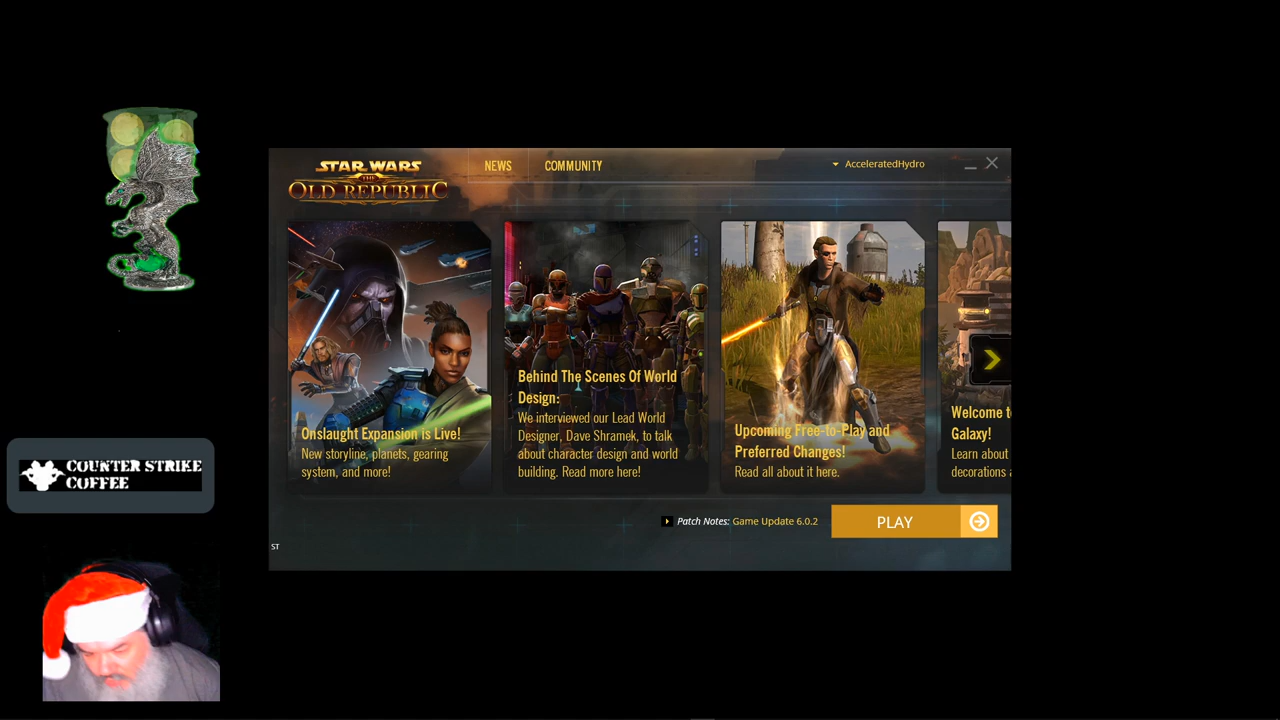 STAR WARS
THE
OLD REPUBLIC
NEWS
COMMUNITY
AcceleratedHydro
Onslaught Expansion is Live!
New storyline, planets, gearing
system, and more!
Behind The Scenes Of World
Design:
We interviewed our Lead World
Designer, Dave Shramek, to talk
about character design and world
building. Read more here!
Upcoming Free-to-Play and
Preferred Changes!
Read all about it here.
Welcome to
Galaxy!
Learn about
decorations a
Patch Notes: Game Update 6.0.2
PLAY
ST
COUNTER STRIKE
COFFEE